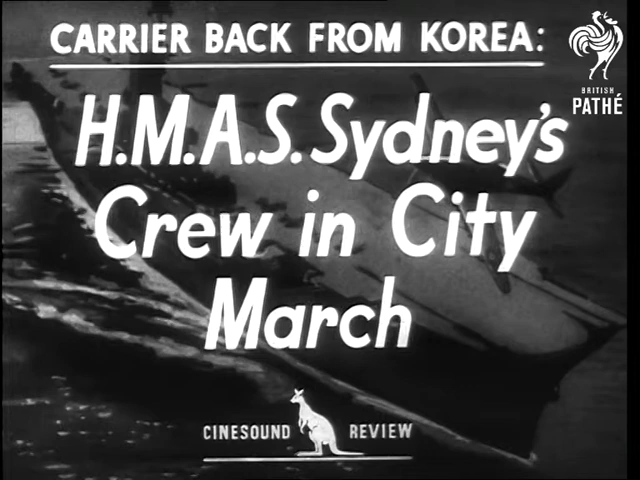 CARRIER BACK FROM KOREA:
BRITISH
PATHÉ
H.M.A.S. Sydney's
Crew in City
March
CINESOUND REVIEW